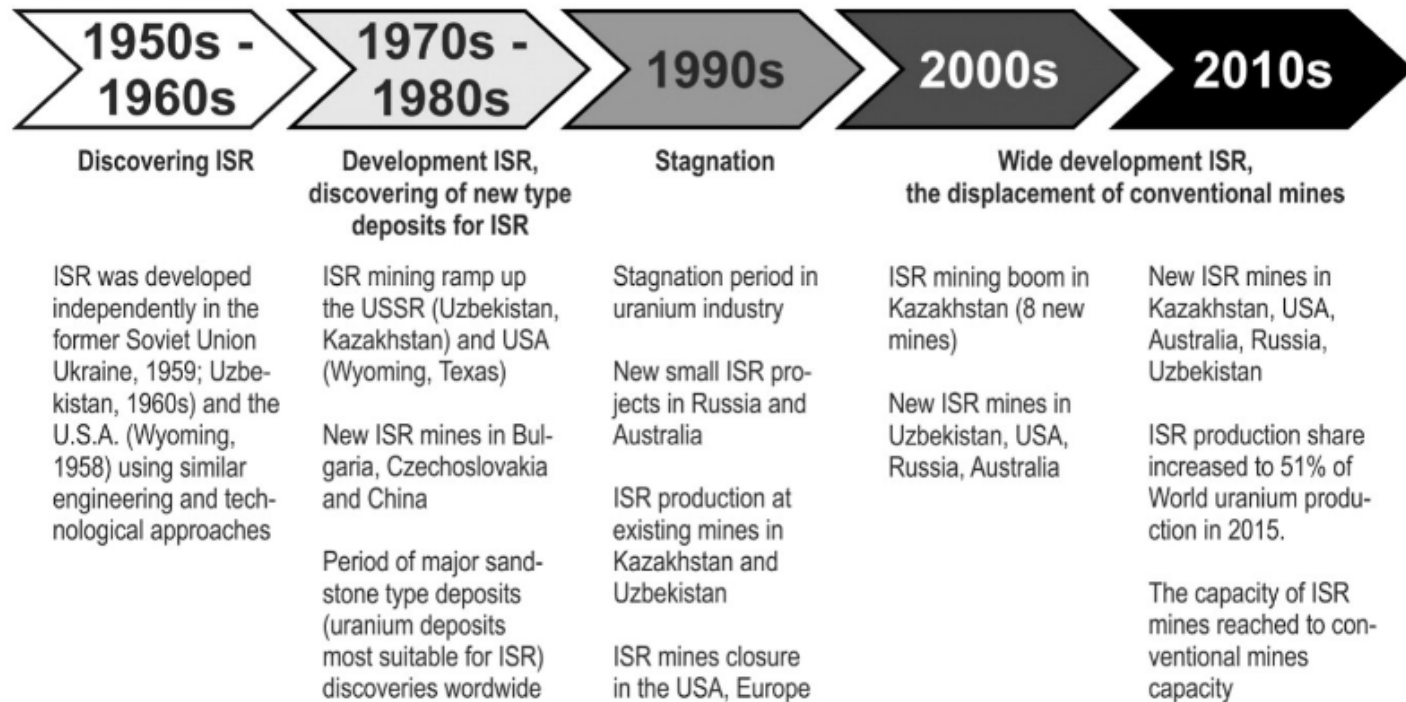 1950s -
1960s
1970s -
1980s
1990s
2000s
2010s
Discovering ISR
Development ISR,
discovering of new type
deposits for ISR
Stagnation
Wide development ISR,
the displacement of conventional mines
ISR was developed
independently in the
former Soviet Union
Ukraine, 1959; Uzbe-
kistan, 1960s) and the
U.S.A. (Wyoming,
1958) using similar
engineering and tech-
nological approaches
ISR mining ramp up
the USSR (Uzbekistan,
Kazakhstan) and USA
(Wyoming, Texas)
New ISR mines in Bul-
garia, Czechoslovakia
and China
Period of major sand-
stone type deposits
(uranium deposits
most suitable for ISR)
discoveries wordwide
Stagnation period in
uranium industry
New small ISR pro-
jects in Russia and
Australia
ISR production at
existing mines in
Kazakhstan and
Uzbekistan
ISR mines closure
in the USA, Europe
ISR mining boom in
Kazakhstan (8 new
mines)
New ISR mines in
Uzbekistan, USA,
Russia, Australia
New ISR mines in
Kazakhstan, USA,
Australia, Russia,
Uzbekistan
ISR production share
increased to 51% of
World uranium produ-
ction in 2015.
The capacity of ISR
mines reached to con-
ventional mines
capacity